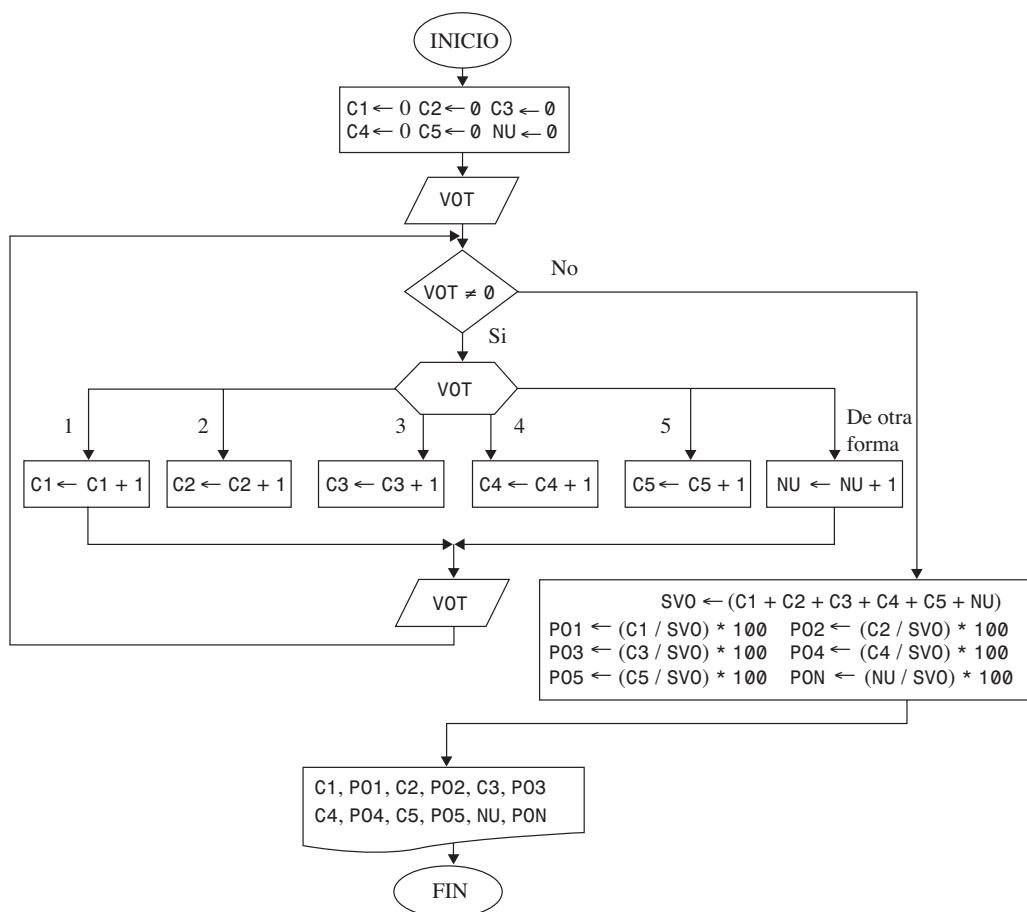 INICIO
C1 ← 0 C2 ← 0 C3 ← 0
C4 ← 0 C5 ← 0 NU ← 0
VOT
VOT ≠ 0
No
Si
VOT
1
2
3
4
5
De otra
forma
C1 ← C1 + 1
C2 ← C2 + 1
C3 ← C3 + 1
C4 ← C4 + 1
C5 ← C5 + 1
NU ← NU + 1
VOT
SVO ← (C1 + C2 + C3 + C4 + C5 + NU)
PO1 ← (C1 / SVO) * 100 PO2 ← (C2 / SVO) * 100
PO3 ← (C3 / SVO) * 100 PO4 ← (C4 / SVO) * 100
PO5 ← (C5 / SVO) * 100 PON ← (NU / SVO) * 100
C1, PO1, C2, PO2, C3, PO3
C4, PO4, C5, PO5, NU, PON
FIN